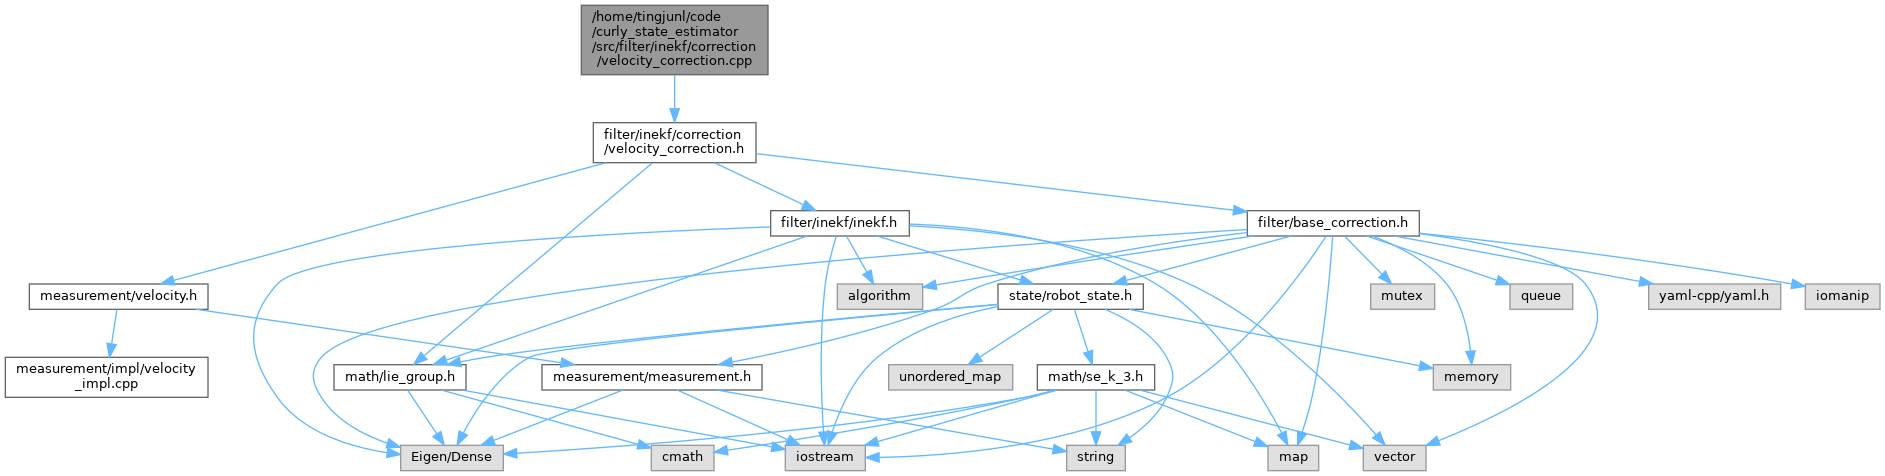 /home/tingjunl/code
/curly_state_estimator
/src/filter/inekf/correction
/velocity_correction.cpp
filter/inekf/correction
/velocity_correction.h
filter/inekf/inekf.h
filter/base_correction.h
measurement/velocity.h
algorithm
state/robot_state.h
mutex
queue
yaml-cpp/yaml.h
iomanip
measurement/impl/velocity
_impl.cpp
math/lie_group.h
measurement/measurement.h
unordered_map
math/se_k_3.h
memory
Eigen/Dense
cmath
iostream
string
map
vector